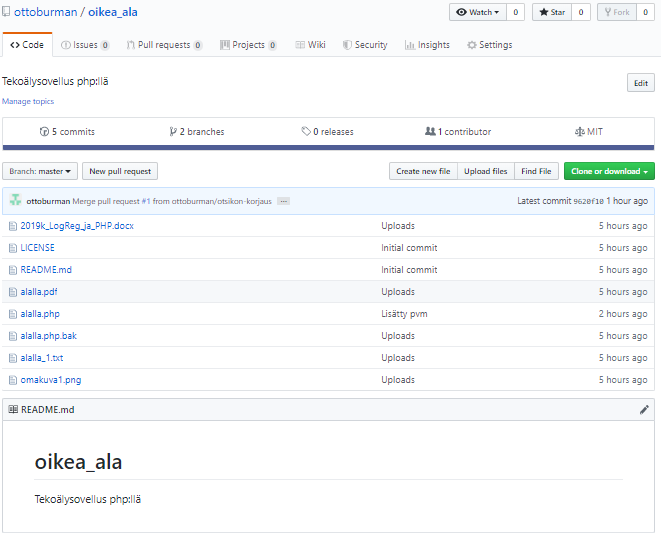 ottoburman / oikea_ala
Watch 0 Star 0 Fork 0
Code Issues 0 Pull requests 0 Projects 0 Wiki Security Insights Settings
Tekoälysovellus php:llä Edit
Manage topics
5 commits 2 branches 0 releases 1 contributor MIT
Branch: master New pull request Create new file Upload files Find File Clone or download
ottoburman Merge pull request #1 from ottoburman/otsikon-korjaus ... Latest commit 9620f10 1 hour ago
2019k_LogReg_ja_PHP.docx Uploads 5 hours ago
LICENSE Initial commit 5 hours ago
README.md Initial commit 5 hours ago
alalla.pdf Uploads 5 hours ago
alalla.php Lisätty pvm 2 hours ago
alalla.php.bak Uploads 5 hours ago
alalla_1.txt Uploads 5 hours ago
omakuva1.png Uploads 5 hours ago
README.md
oikea_ala
Tekoälysovellus php:llä